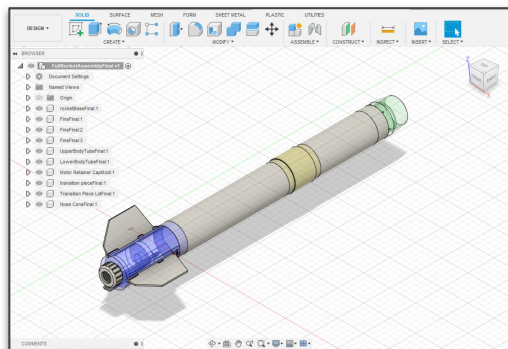 SOLID SURFACE MESH FORM SHEET METAL PLASTIC UTILITIES
DESIGN
CREATE MODIFY ASSEMBLE CONSTRUCT INSPECT INSERT SELECT
BROWSER
FullRocketAssemblyFinal v1
Document Settings
Named Views
Origin
rocketBaseFinal:1
FinsFinal:1
FinsFinal:2
FinsFinal:3
UpperBodyTubeFinal:1
LowerBodyTubeFinal:1
Motor Retainer CapMod:1
transition pieceFinal:1
Transition Piece LidFinal:1
Nose ConeFinal:1
COMMENTS